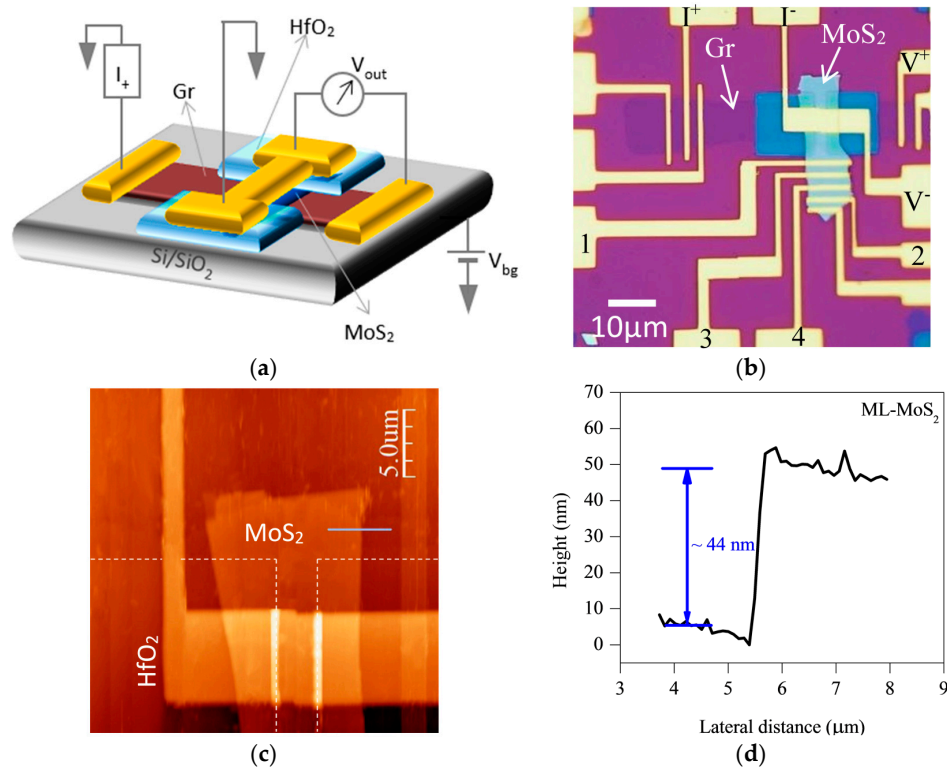 HfO₂
I₊
Gr
V_out
Si/SiO₂
V_bg
MoS₂
(a)
I⁺ I⁻
MoS₂
Gr
V⁺
V⁻
1
2
10μm
3 4
(b)
5.0um
MoS₂
HfO₂
(c)
70
ML-MoS₂
60
50
40
~ 44 nm
30
20
10
0
Height (nm)
3 4 5 6 7 8 9
Lateral distance (μm)
(d)